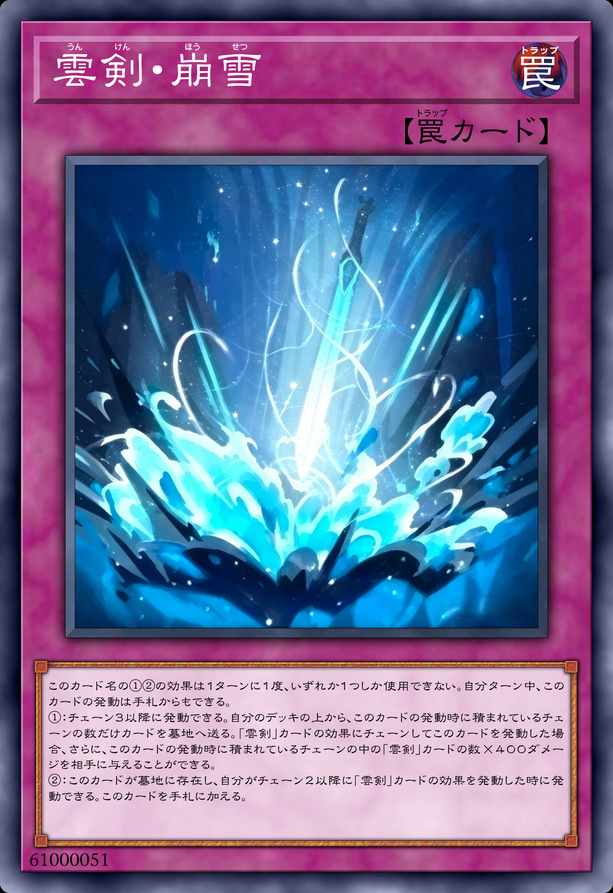 うん けん ほう せつ
雲剣・崩雪
トラップ
罠
トラップ
【罠カード】
このカード名の①②の効果は1ターンに1度、いずれか1つしか使用できない。自分ターン中、こ
のカードの発動は手札からもできる。
①:チェーン3以降に発動できる。自分のデッキの上から、このカードの発動時に積まれているチェ
ーンの数だけカードを墓地へ送る。「雲剣」カードの効果にチェーンしてこのカードを発動した場
合、さらに、このカードの発動時に積まれているチェーンの中の「雲剣」カードの数×400ダメー
ジを相手に与えることができる。
②:このカードが墓地に存在し、自分がチェーン2以降に「雲剣」カードの効果を発動した時に発
動できる。このカードを手札に加える。
61000051